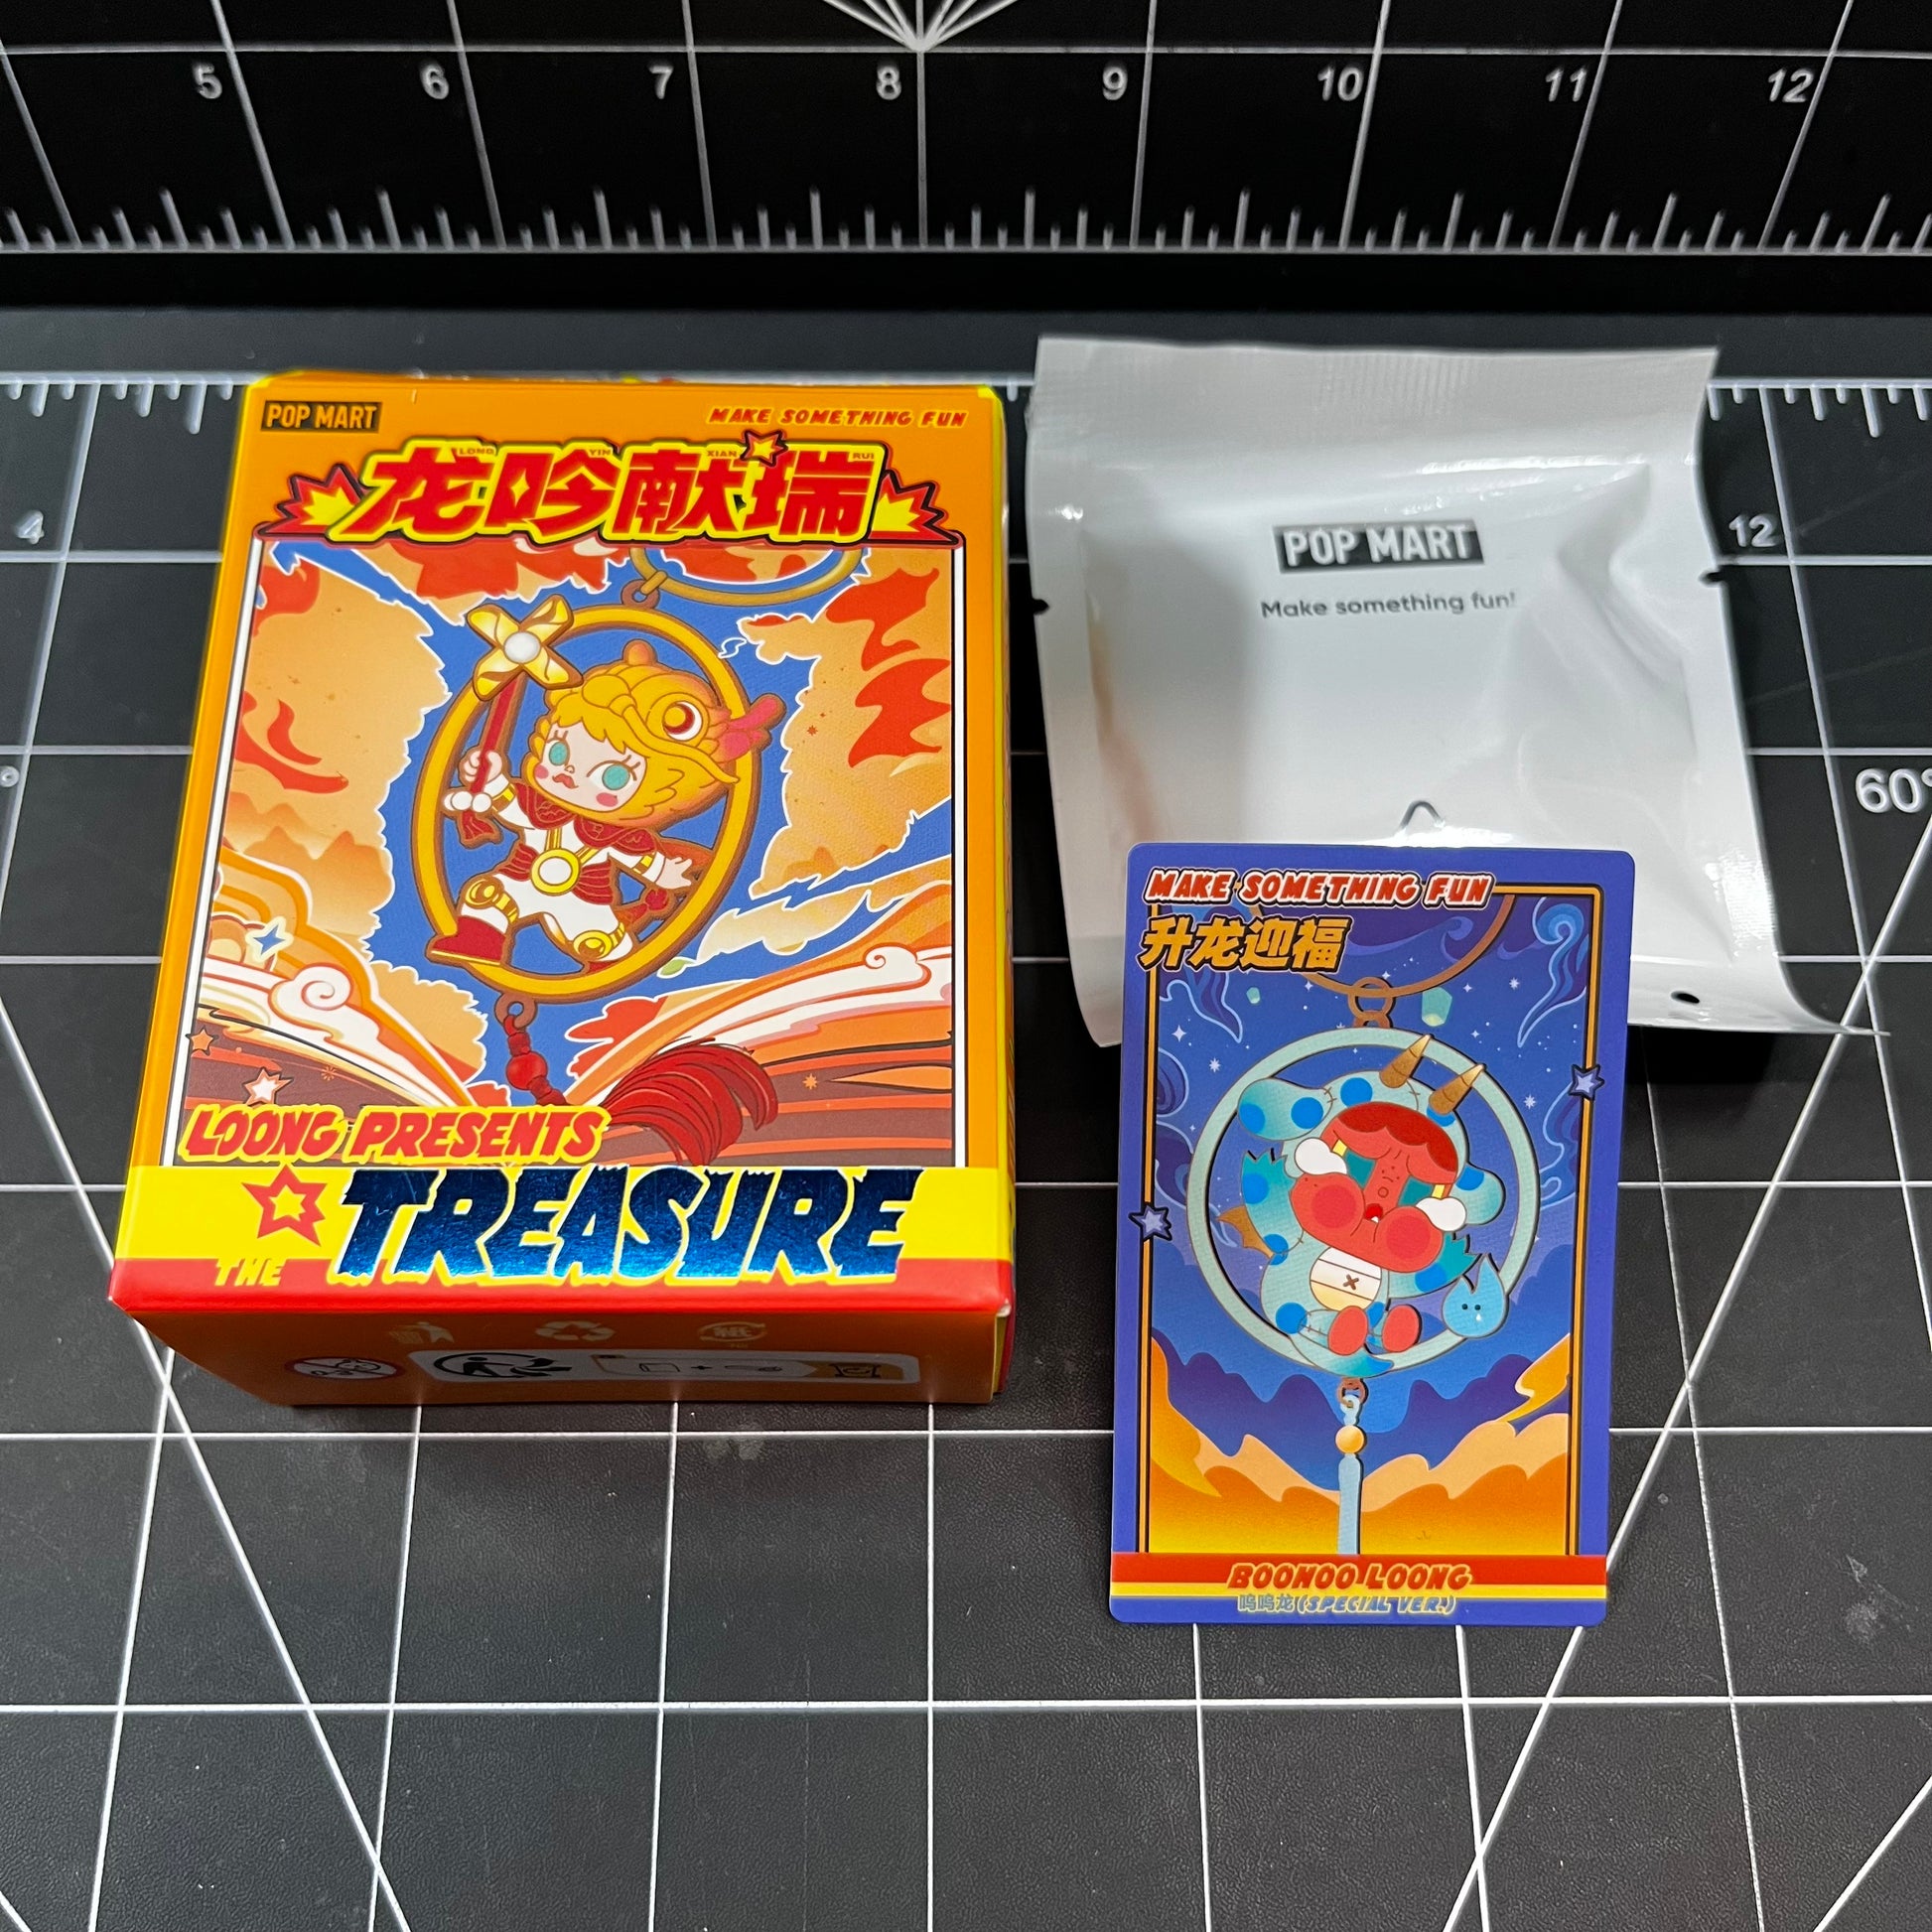 5 6 7 8 9 10 11 12
POP MART
MAKE SOMETHING FUN
LONG YIN XIAN RUI
龙吟献瑞
LOONG PRESENTS
THE TREASURE
POP MART
Make something fun!
MAKE SOMETHING FUN
升龙迎福
BOOHOO LOONG
呜呜龙 (SPECIAL VER.)
4
12
60°